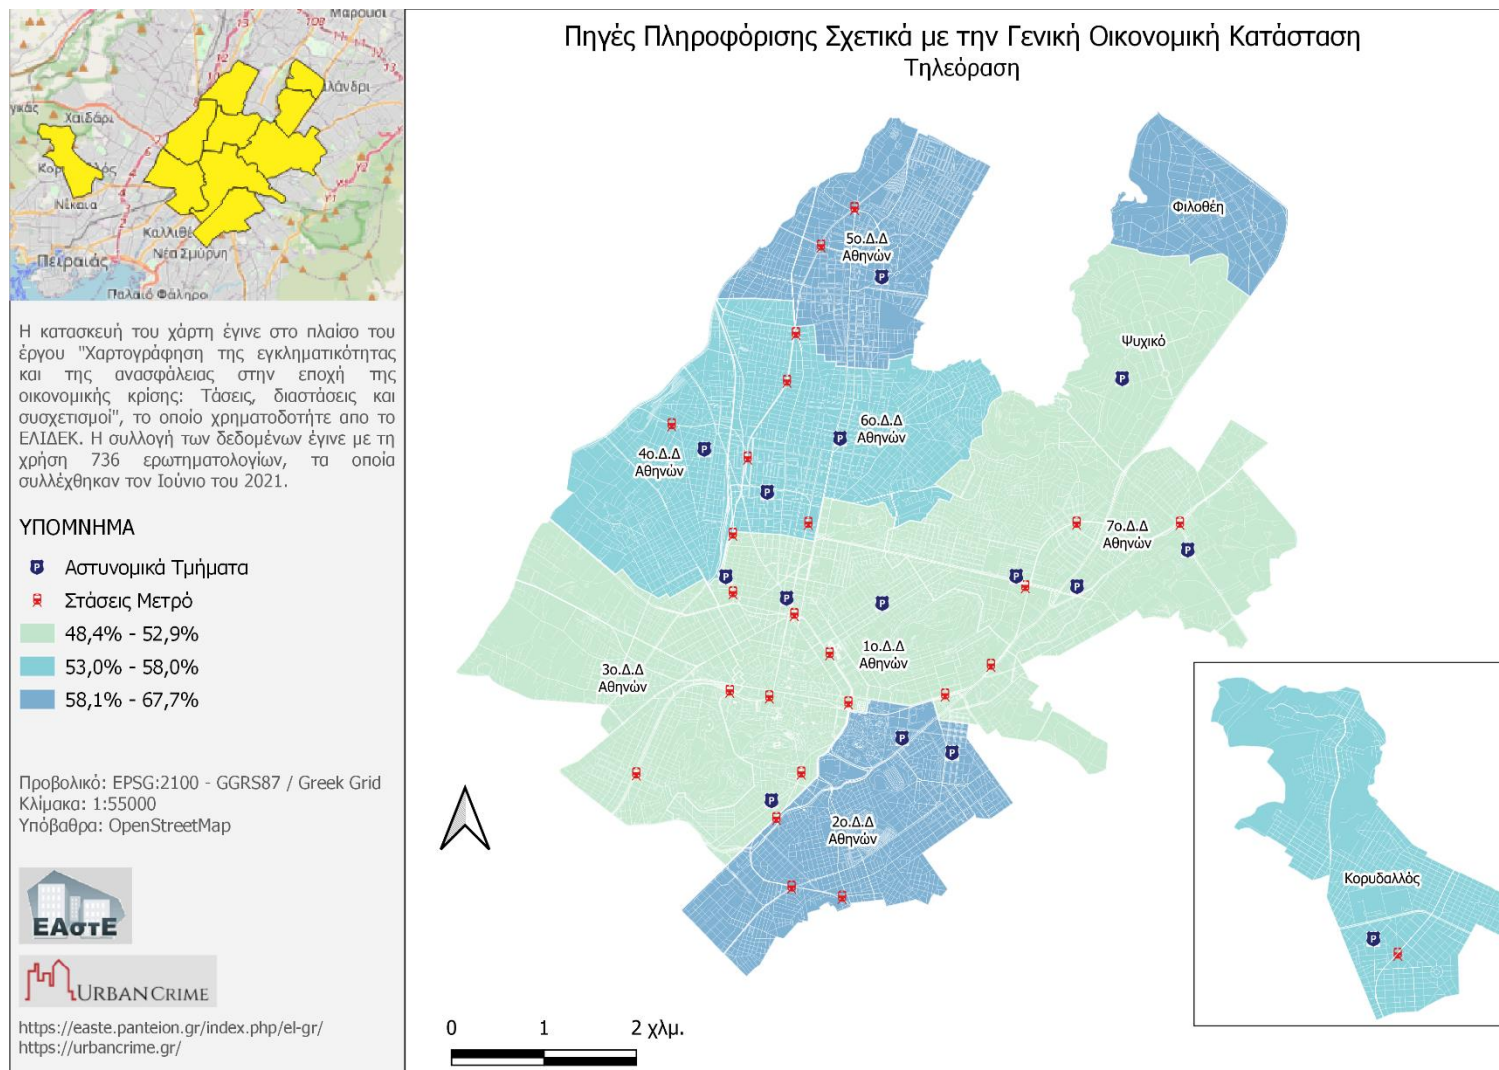 Πηγές Πληροφόρισης Σχετικά με την Γενική Οικονομική Κατάσταση
Τηλεόραση
Μαρούσι
Χαϊδάρι
Νίκαια
Πειραιάς
Νέα Σμύρνη
Παλαιό Φάληρο
Η κατασκευή του χάρτη έγινε στο πλαίσο του
έργου "Χαρτογράφηση της εγκληματικότητας
και της ανασφάλειας στην εποχή της
οικονομικής κρίσης: Τάσεις, διαστάσεις και
συσχετισμοί", το οποίο χρηματοδοτήτε απο το
ΕΛΙΔΕΚ. Η συλλογή των δεδομένων έγινε με τη
χρήση 736 ερωτηματολογίων, τα οποία
συλλέχθηκαν τον Ιούνιο του 2021.
ΥΠΟΜΝΗΜΑ
Αστυνομικά Τμήματα
Στάσεις Μετρό
48,4% - 52,9%
53,0% - 58,0%
58,1% - 67,7%
Προβολικό: EPSG:2100 - GGRS87 / Greek Grid
Κλίμακα: 1:55000
Υπόβαθρα: OpenStreetMap
ΕΑστΕ
URBANCRIME
https://easte.panteion.gr/index.php/el-gr/
https://urbancrime.gr/
Φιλοθέη
5ο.Δ.Δ
Αθηνών
Ψυχικό
6ο.Δ.Δ
Αθηνών
4ο.Δ.Δ
Αθηνών
7ο.Δ.Δ
Αθηνών
1ο.Δ.Δ
Αθηνών
3ο.Δ.Δ
Αθηνών
2ο.Δ.Δ
Αθηνών
Κορυδαλλός
0 1 2 χλμ.